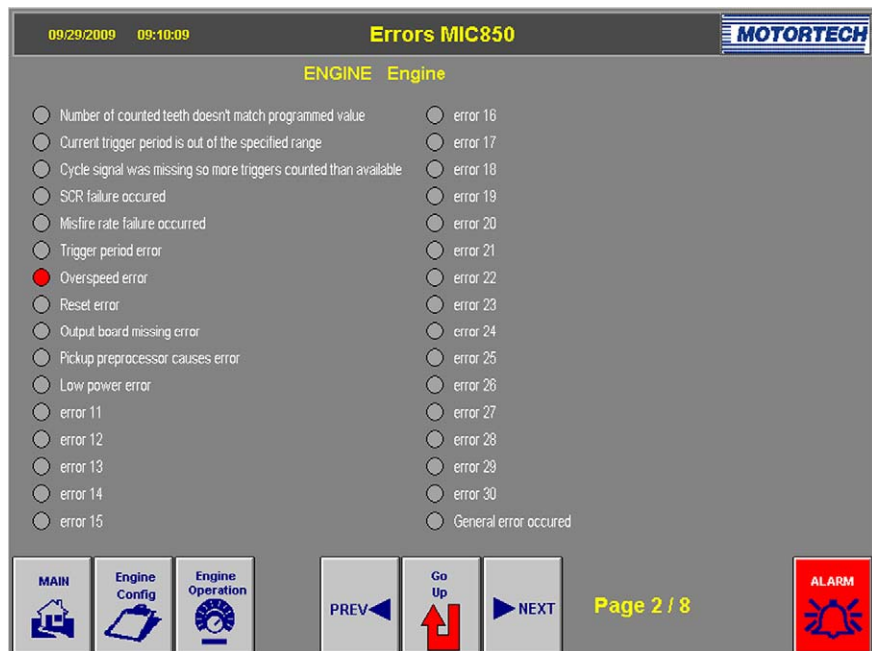 09/29/2009 09:10:09 Errors MIC850 MOTORTECH
ENGINE Engine
Number of counted teeth doesn't match programmed value
Current trigger period is out of the specified range
Cycle signal was missing so more triggers counted than available
SCR failure occured
Misfire rate failure occurred
Trigger period error
Overspeed error
Reset error
Output board missing error
Pickup preprocessor causes error
Low power error
error 11
error 12
error 13
error 14
error 15
error 16
error 17
error 18
error 19
error 20
error 21
error 22
error 23
error 24
error 25
error 26
error 27
error 28
error 29
error 30
General error occured
MAIN
Engine
Config
Engine
Operation
PREV
Go
Up
NEXT
Page 2 / 8
ALARM